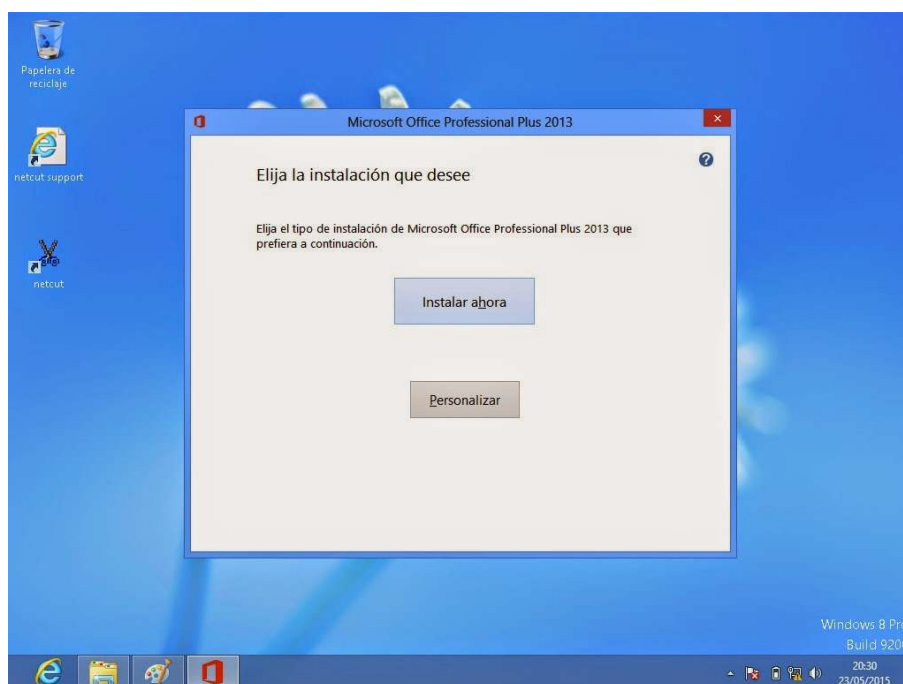 Papelera de
reciclaje
netcut support
netcut
Microsoft Office Professional Plus 2013
Elija la instalación que desee
Elija el tipo de instalación de Microsoft Office Professional Plus 2013 que
prefiera a continuación.
Instalar ahora
Personalizar
Windows 8 Pr
Build 920
20:30
23/05/2015